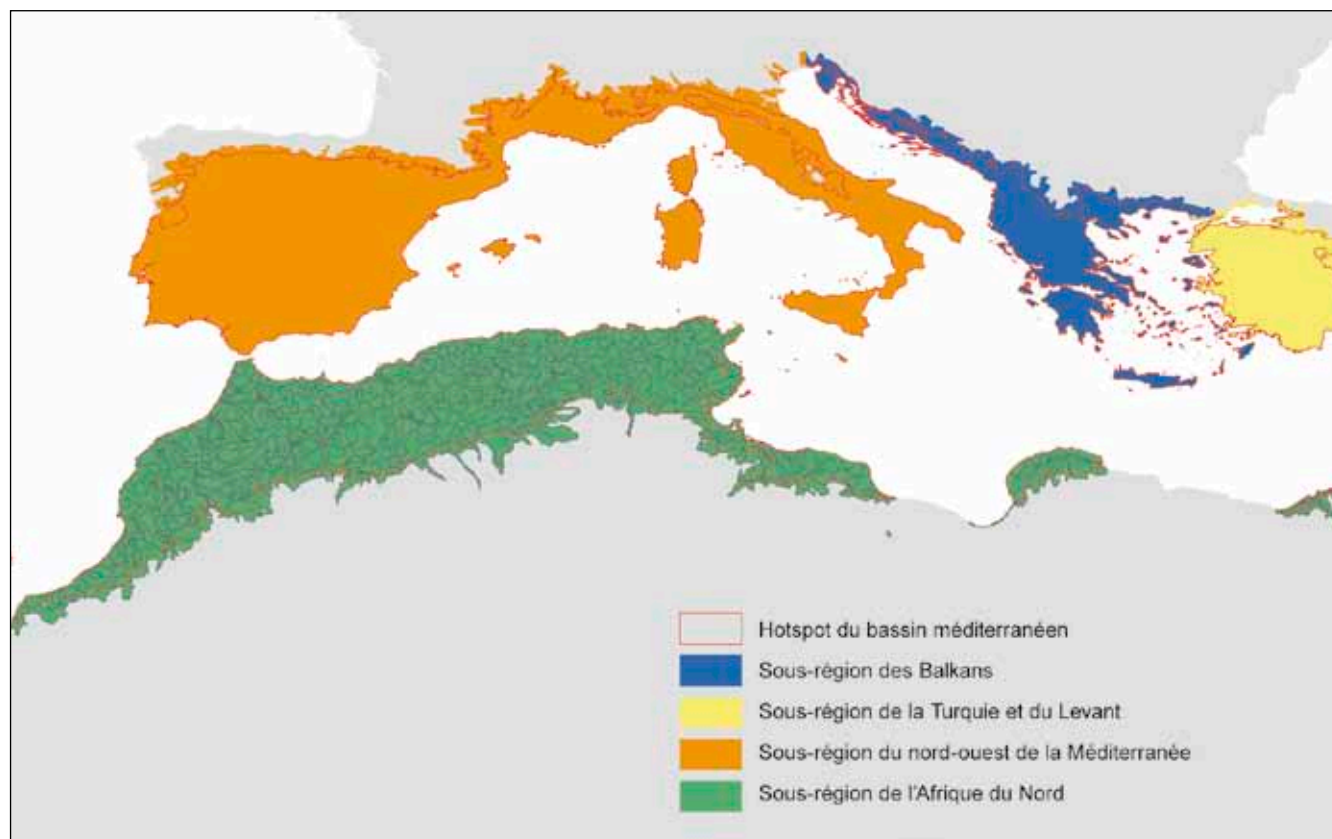 Hotspot du bassin méditerranéen
Sous-région des Balkans
Sous-région de la Turquie et du Levant
Sous-région du nord-ouest de la Méditerranée
Sous-région de l'Afrique du Nord